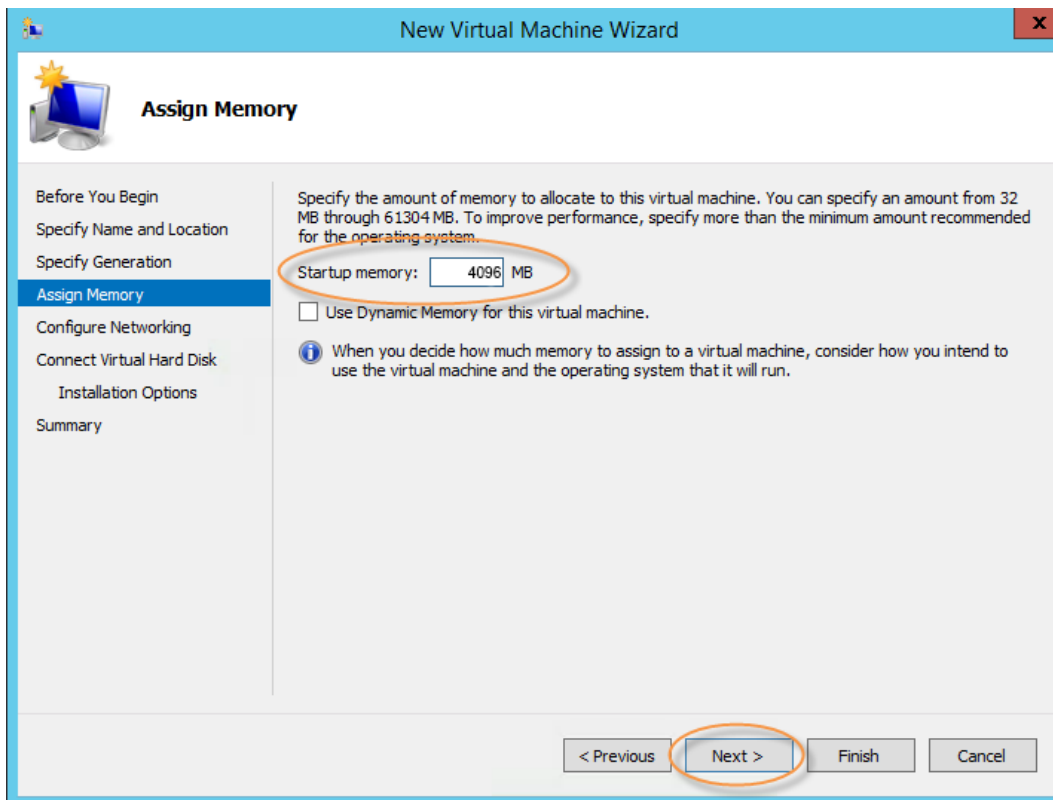 New Virtual Machine Wizard
x
Assign Memory
Before You Begin
Specify Name and Location
Specify Generation
Assign Memory
Configure Networking
Connect Virtual Hard Disk
Installation Options
Summary
Specify the amount of memory to allocate to this virtual machine. You can specify an amount from 32
MB through 61304 MB. To improve performance, specify more than the minimum amount recommended
for the operating system.
Startup memory: 4096 MB
Use Dynamic Memory for this virtual machine.
When you decide how much memory to assign to a virtual machine, consider how you intend to
use the virtual machine and the operating system that it will run.
< Previous Next > Finish Cancel